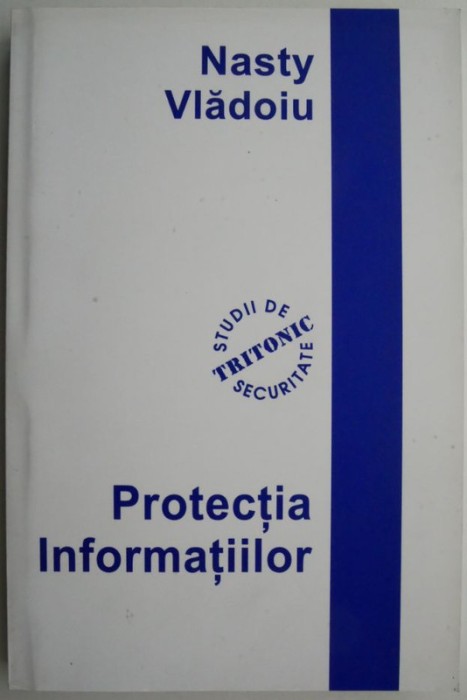 Nasty
Vlădoiu
STUDII DE
TRITONIC
SECURITATE
Protecția
Informațiilor